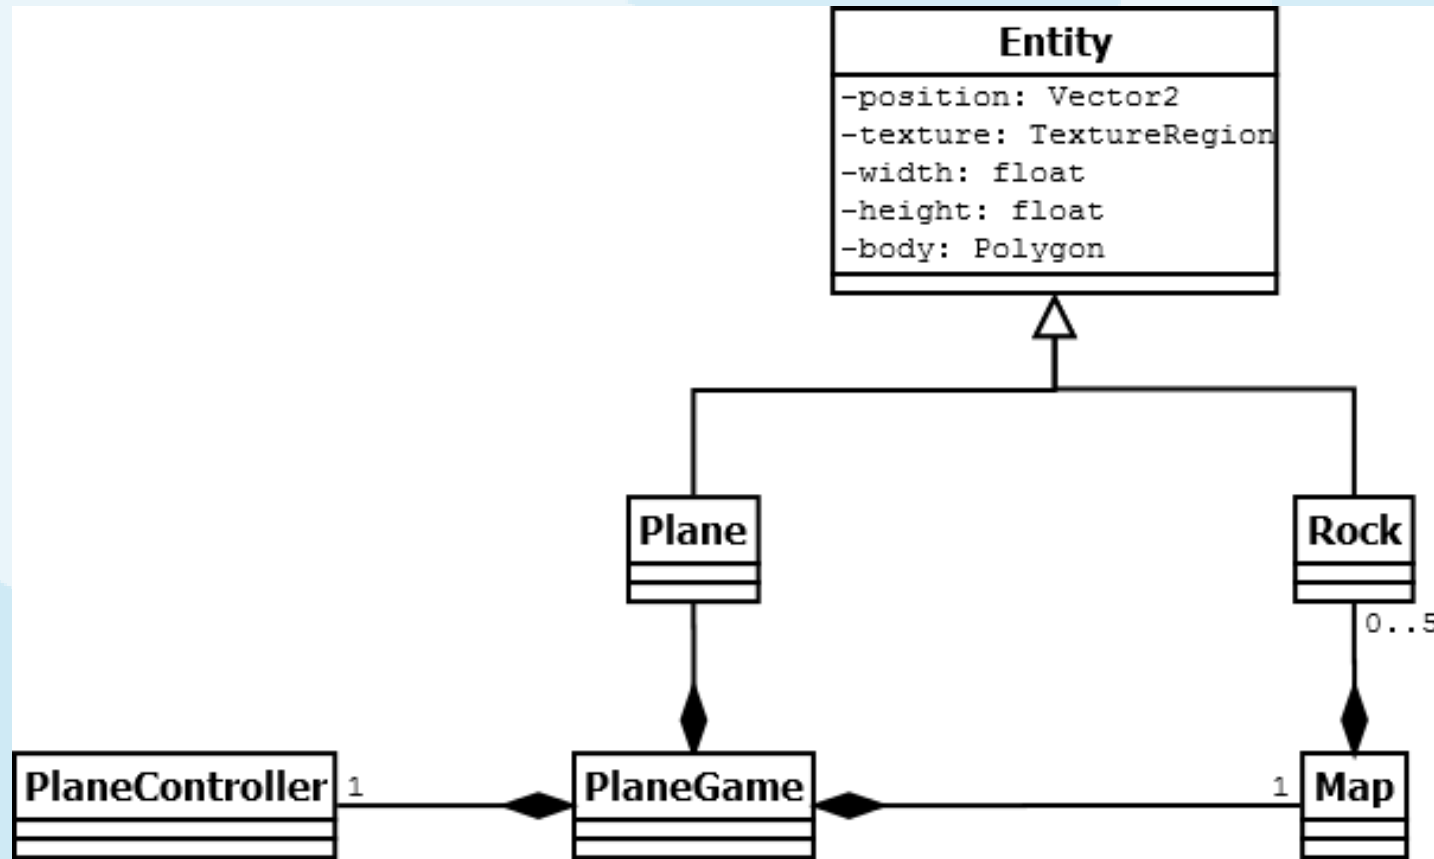 Entity
-position: Vector2
-texture: TextureRegion
-width: float
-height: float
-body: Polygon
Plane
Rock
0..5
PlaneController
1
PlaneGame
1
Map